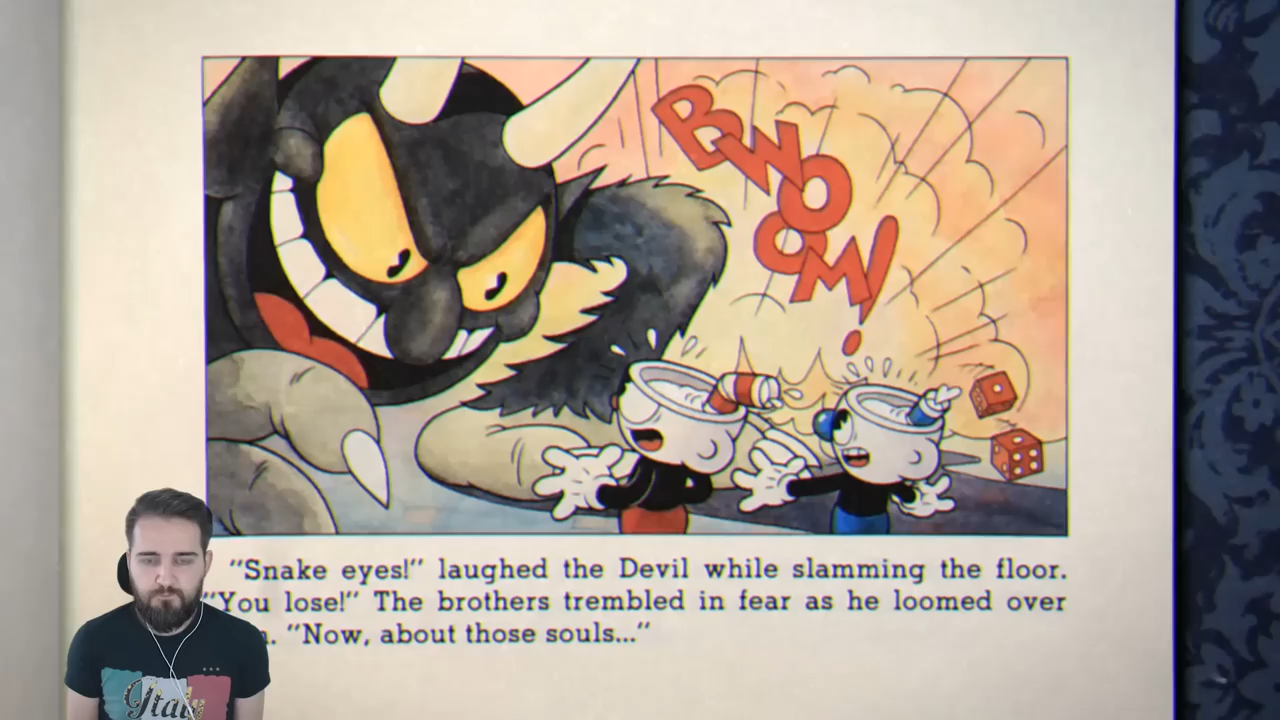 BWOOM!
"Snake eyes!" laughed the Devil while slamming the floor.
"You lose!" The brothers trembled in fear as he loomed over
"Now, about those souls..."
Italy